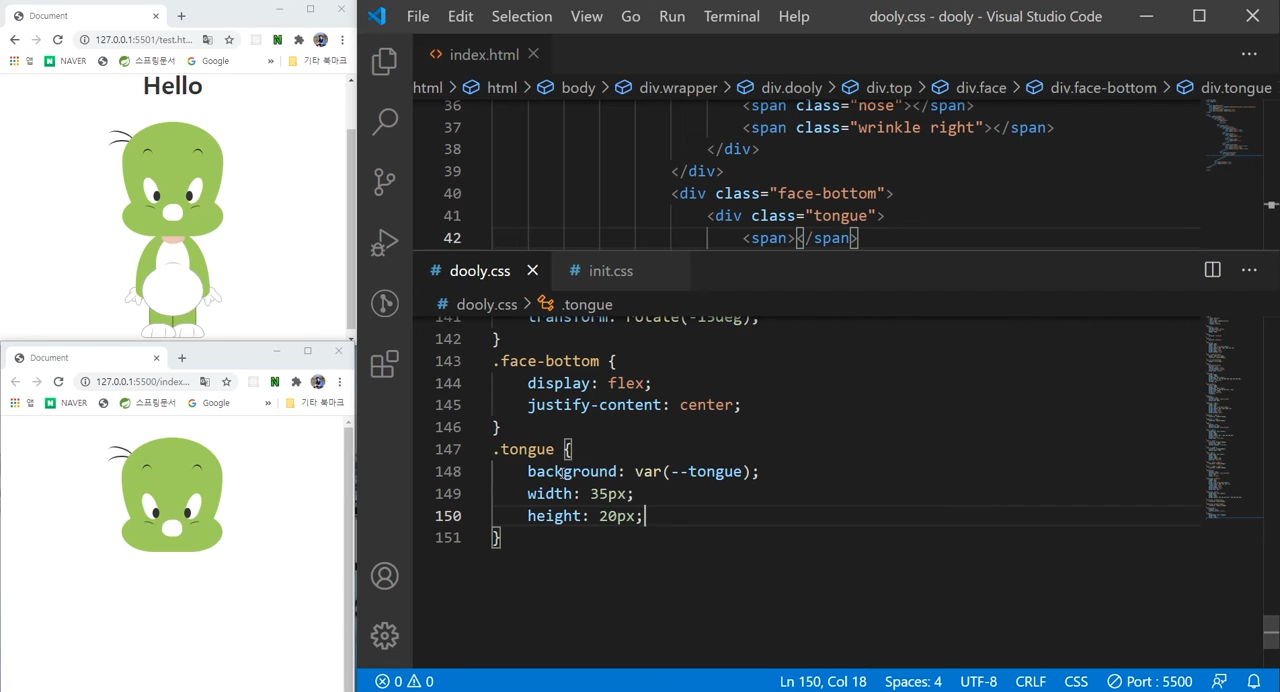 Document
127.0.0.1:5501/test.ht...
앱 NAVER 스프링문서 Google » 기타 북마크
Hello
Document
127.0.0.1:5500/index...
앱 NAVER 스프링문서 Google » 기타 북마크
File Edit Selection View Go Run Terminal Help dooly.css - dooly - Visual Studio Code
index.html
html > html > body > div.wrapper > div.dooly > div.top > div.face > div.face-bottom > div.tongue
36 <span class="nose"></span>
37 <span class="wrinkle right"></span>
38 </div>
39 </div>
40 <div class="face-bottom">
41 <div class="tongue">
42 <span></span>
# dooly.css # init.css
# dooly.css > .tongue
141 transform: rotate(-15deg);
142 }
143 .face-bottom {
144 display: flex;
145 justify-content: center;
146 }
147 .tongue {
148 background: var(--tongue);
149 width: 35px;
150 height: 20px;
151 }
0 0 Ln 150, Col 18 Spaces: 4 UTF-8 CRLF CSS Port : 5500